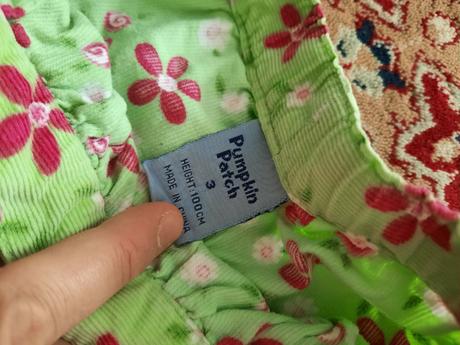 Pumpkin
Patch
3
HEIGHT:100CM
MADE IN CHINA